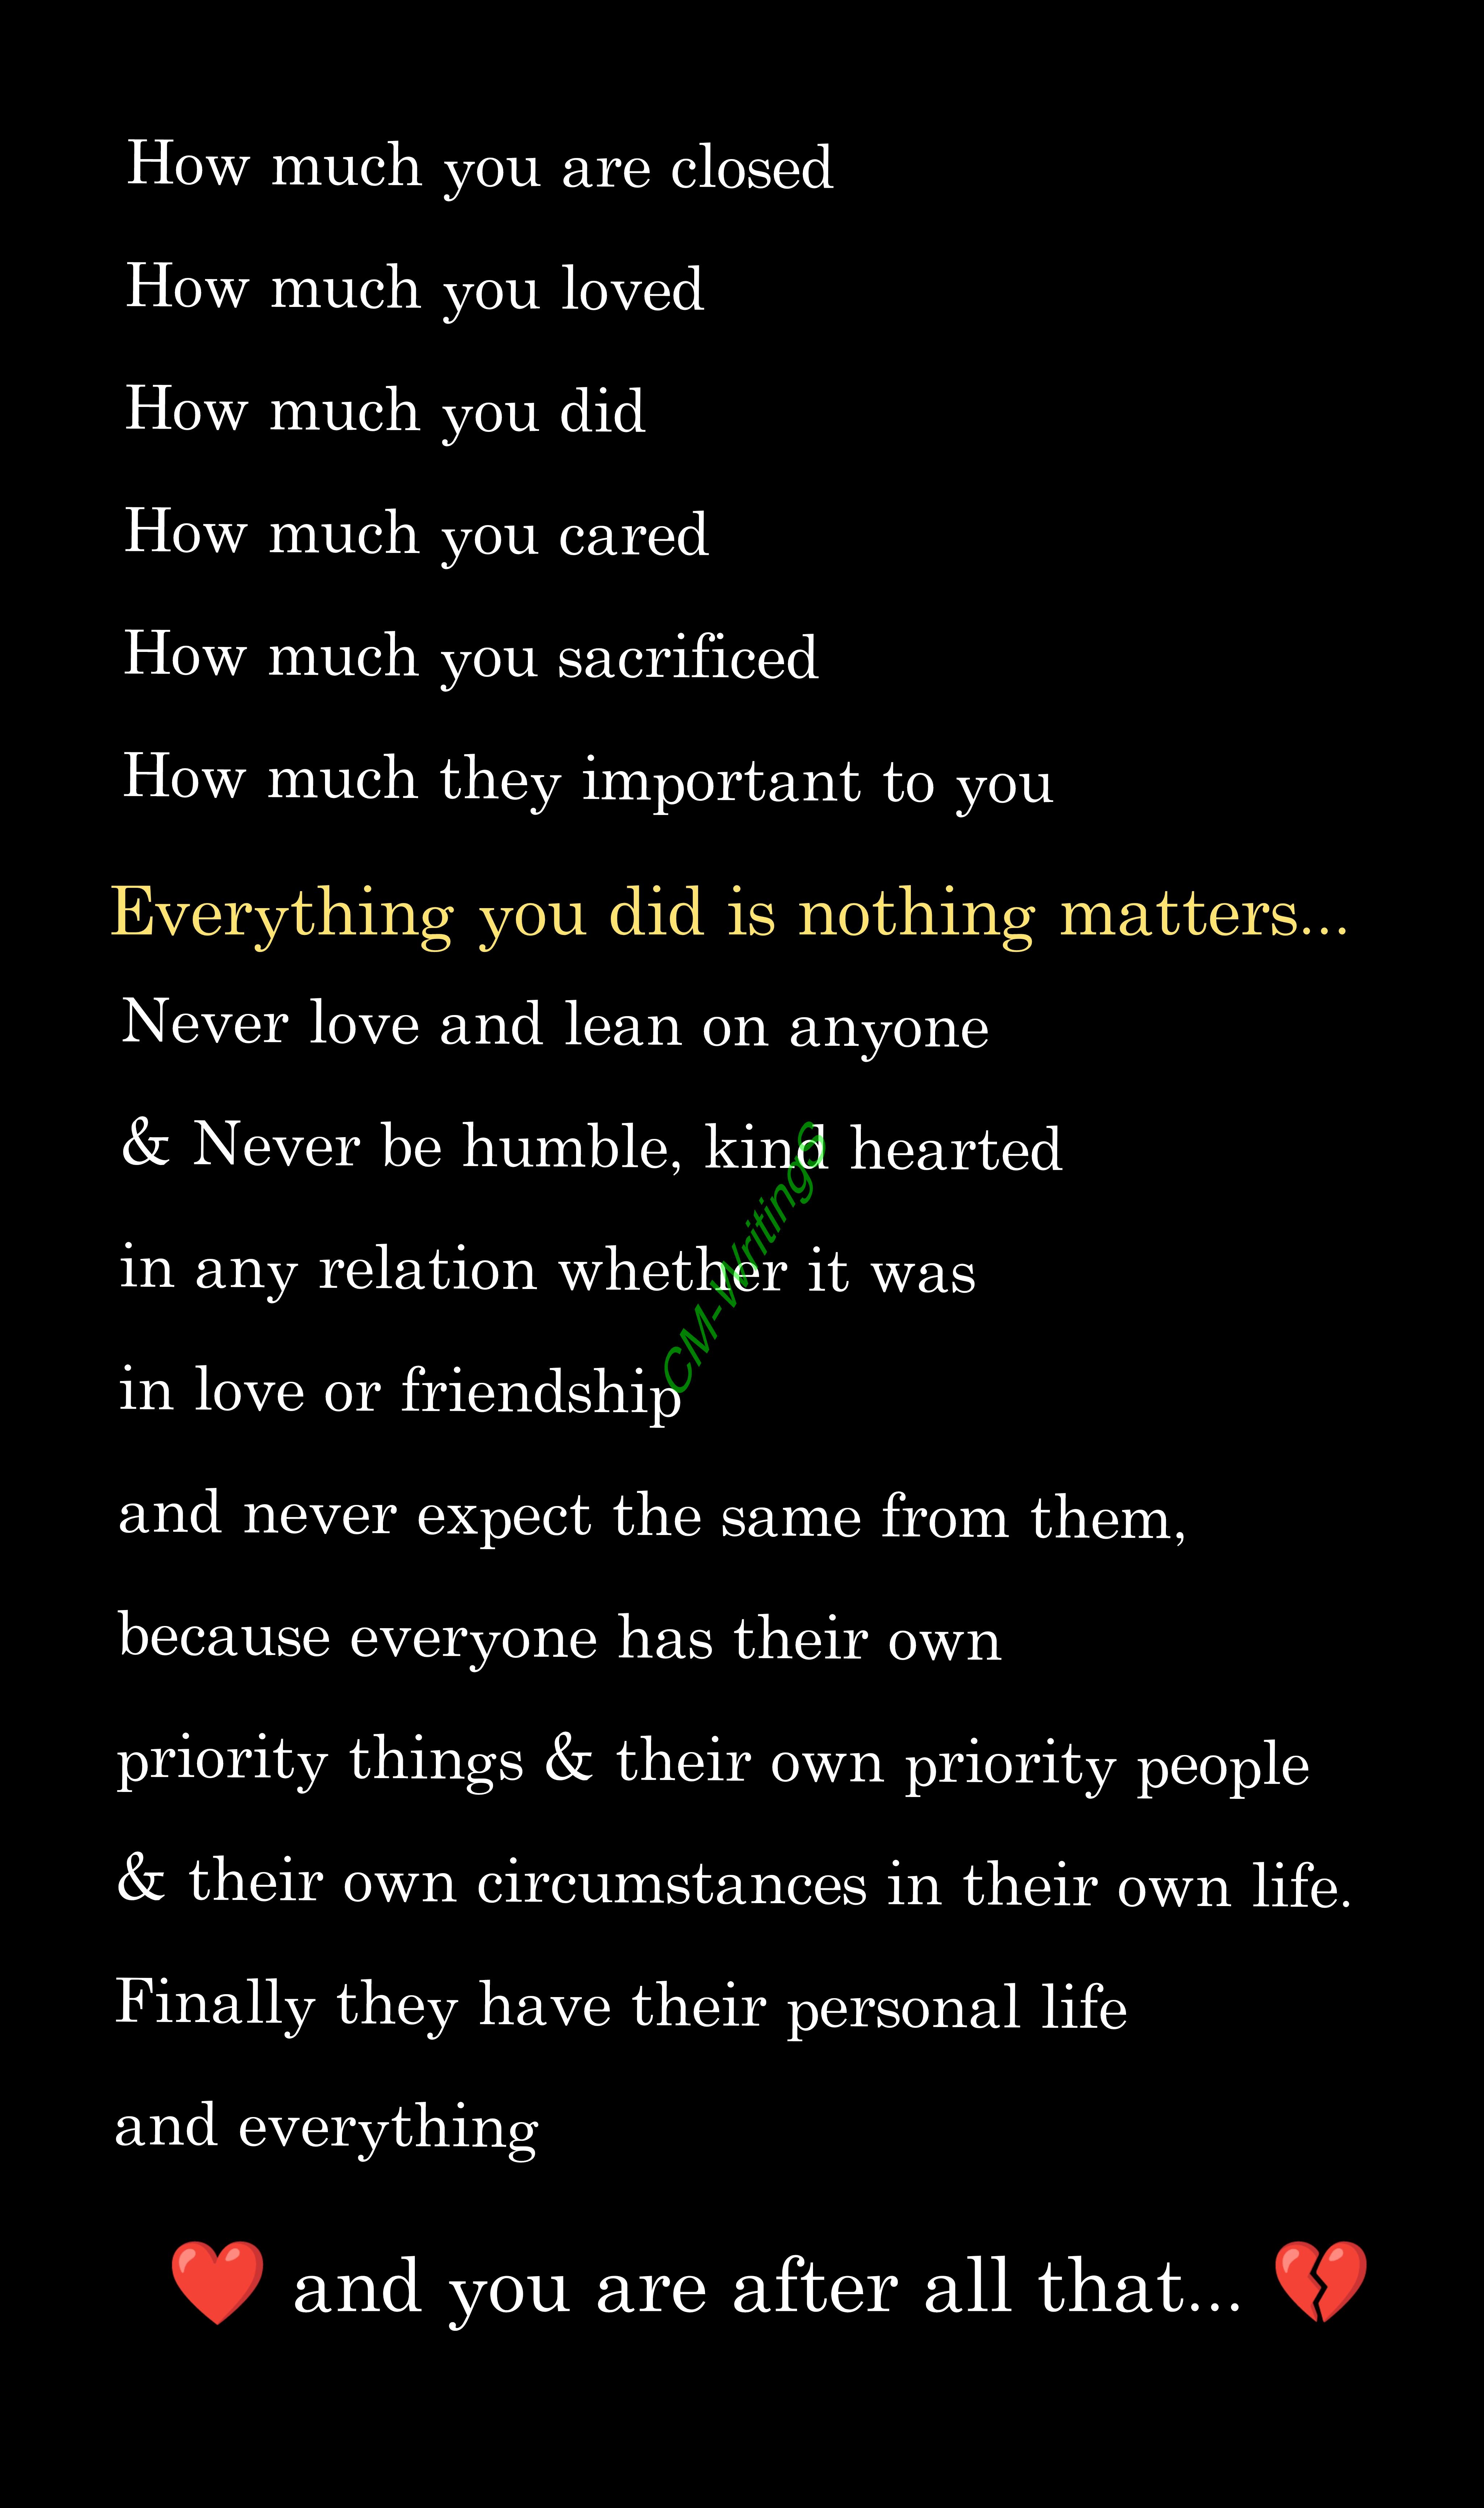 How much you are closed
How much you loved
How much you did
How much you cared
How much you sacrificed
How much they important to you
Everything you did is nothing matters...
Never love and lean on anyone
& Never be humble, kind hearted
in any relation whether it was
in love or friendship
and never expect the same from them,
because everyone has their own
priority things & their own priority people
& their own circumstances in their own life.
Finally they have their personal life
and everything
❤️ and you are after all that... 💔
CM-WritingS